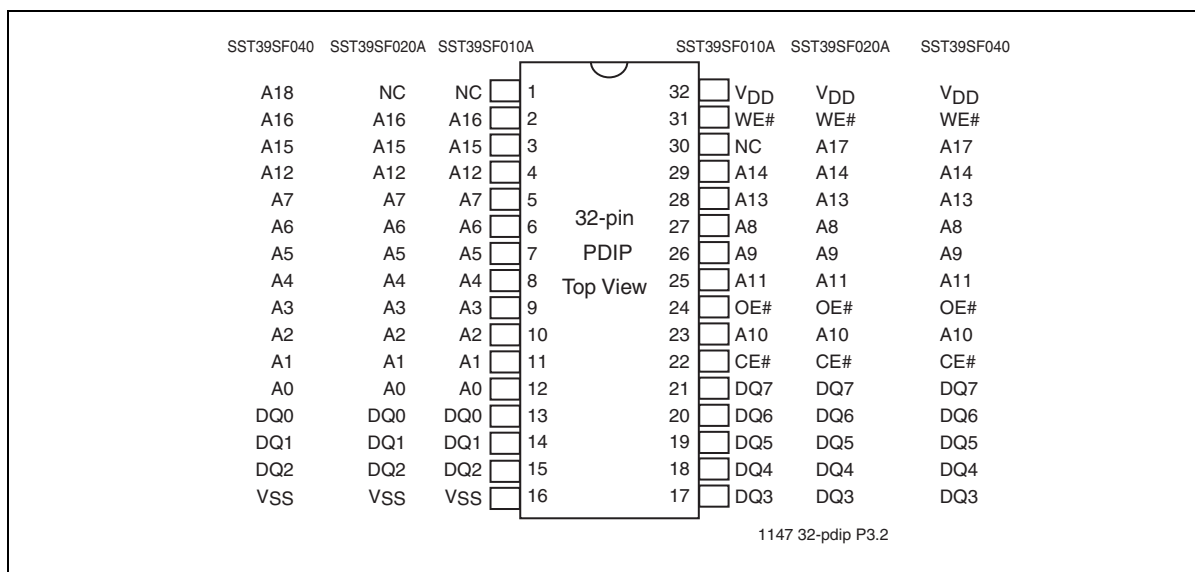 SST39SF040 SST39SF020A SST39SF010A SST39SF010A SST39SF020A SST39SF040
A18 NC NC 1 32 VDD VDD VDD
A16 A16 A16 2 31 WE# WE# WE#
A15 A15 A15 3 30 NC A17 A17
A12 A12 A12 4 29 A14 A14 A14
A7 A7 A7 5 28 A13 A13 A13
A6 A6 A6 6 32-pin 27 A8 A8 A8
A5 A5 A5 7 PDIP 26 A9 A9 A9
A4 A4 A4 8 Top View 25 A11 A11 A11
A3 A3 A3 9 24 OE# OE# OE#
A2 A2 A2 10 23 A10 A10 A10
A1 A1 A1 11 22 CE# CE# CE#
A0 A0 A0 12 21 DQ7 DQ7 DQ7
DQ0 DQ0 DQ0 13 20 DQ6 DQ6 DQ6
DQ1 DQ1 DQ1 14 19 DQ5 DQ5 DQ5
DQ2 DQ2 DQ2 15 18 DQ4 DQ4 DQ4
VSS VSS VSS 16 17 DQ3 DQ3 DQ3
1147 32-pdip P3.2